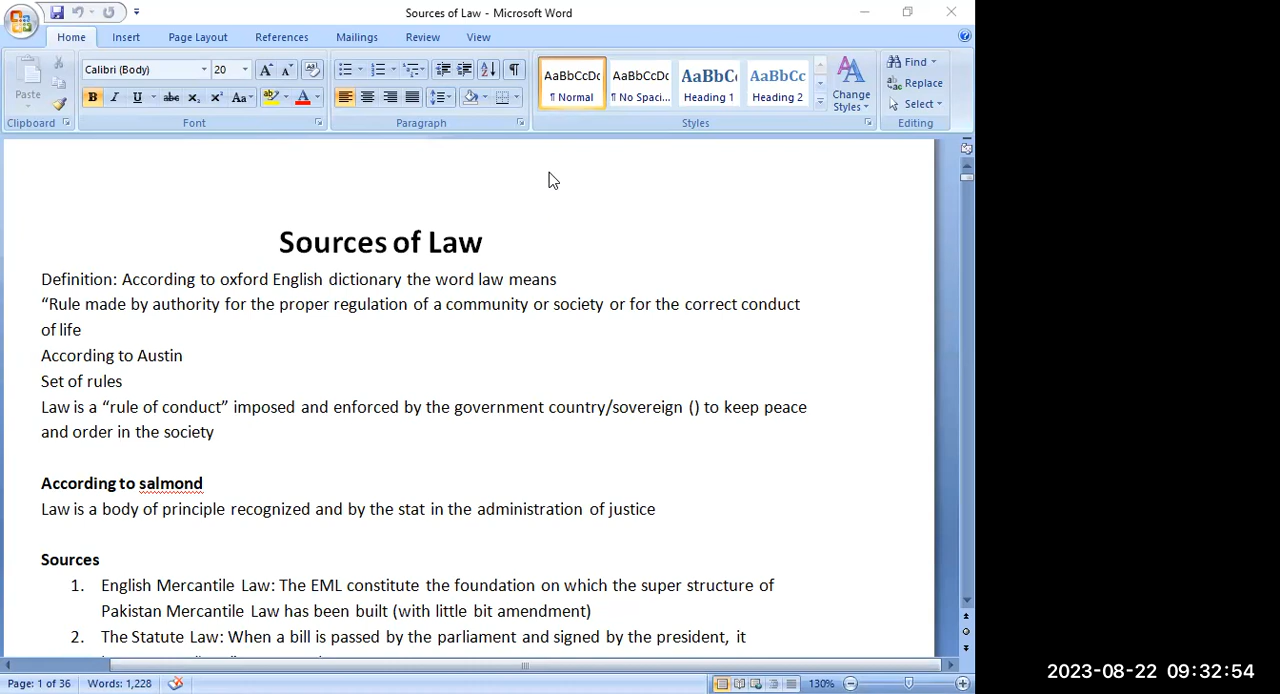 Sources of Law - Microsoft Word
Home Insert Page Layout References Mailings Review View
Calibri (Body) 20
AaBbCcDc AaBbCcDc AaBbC AaBbCc
Find
Replace
Select
Paste
B I U abc x₂ x² Aa
¶ Normal ¶ No Spaci... Heading 1 Heading 2
Change
Styles
Clipboard Font Paragraph Styles Editing
Sources of Law
Definition: According to oxford English dictionary the word law means
“Rule made by authority for the proper regulation of a community or society or for the correct conduct
of life
According to Austin
Set of rules
Law is a “rule of conduct” imposed and enforced by the government country/sovereign () to keep peace
and order in the society
According to salmond
Law is a body of principle recognized and by the stat in the administration of justice
Sources
1. English Mercantile Law: The EML constitute the foundation on which the super structure of
Pakistan Mercantile Law has been built (with little bit amendment)
2. The Statute Law: When a bill is passed by the parliament and signed by the president, it
Page: 1 of 36 Words: 1,228 130%
2023-08-22 09:32:54